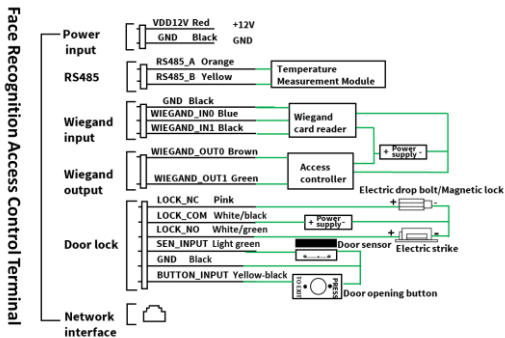 Face Recognition Access Control Terminal
Power input
VDD12V Red +12V
GND Black GND
RS485
RS485_A Orange
RS485_B Yellow
Temperature
Measurement Module
Wiegand input
GND Black
WIEGAND_IN0 Blue
WIEGAND_IN1 Black
Wiegand
card reader
+ Power supply -
Wiegand output
WIEGAND_OUT0 Brown
WIEGAND_OUT1 Green
Access
controller
Electric drop bolt/Magnetic lock
Door lock
LOCK_NC Pink
+ -
LOCK_COM White/black
+ Power supply -
LOCK_NO White/green
+ -
Electric strike
SEN_INPUT Light green
Door sensor
GND Black
BUTTON_INPUT Yellow-black
TO EXIT
PRESS
Door opening button
Network
interface